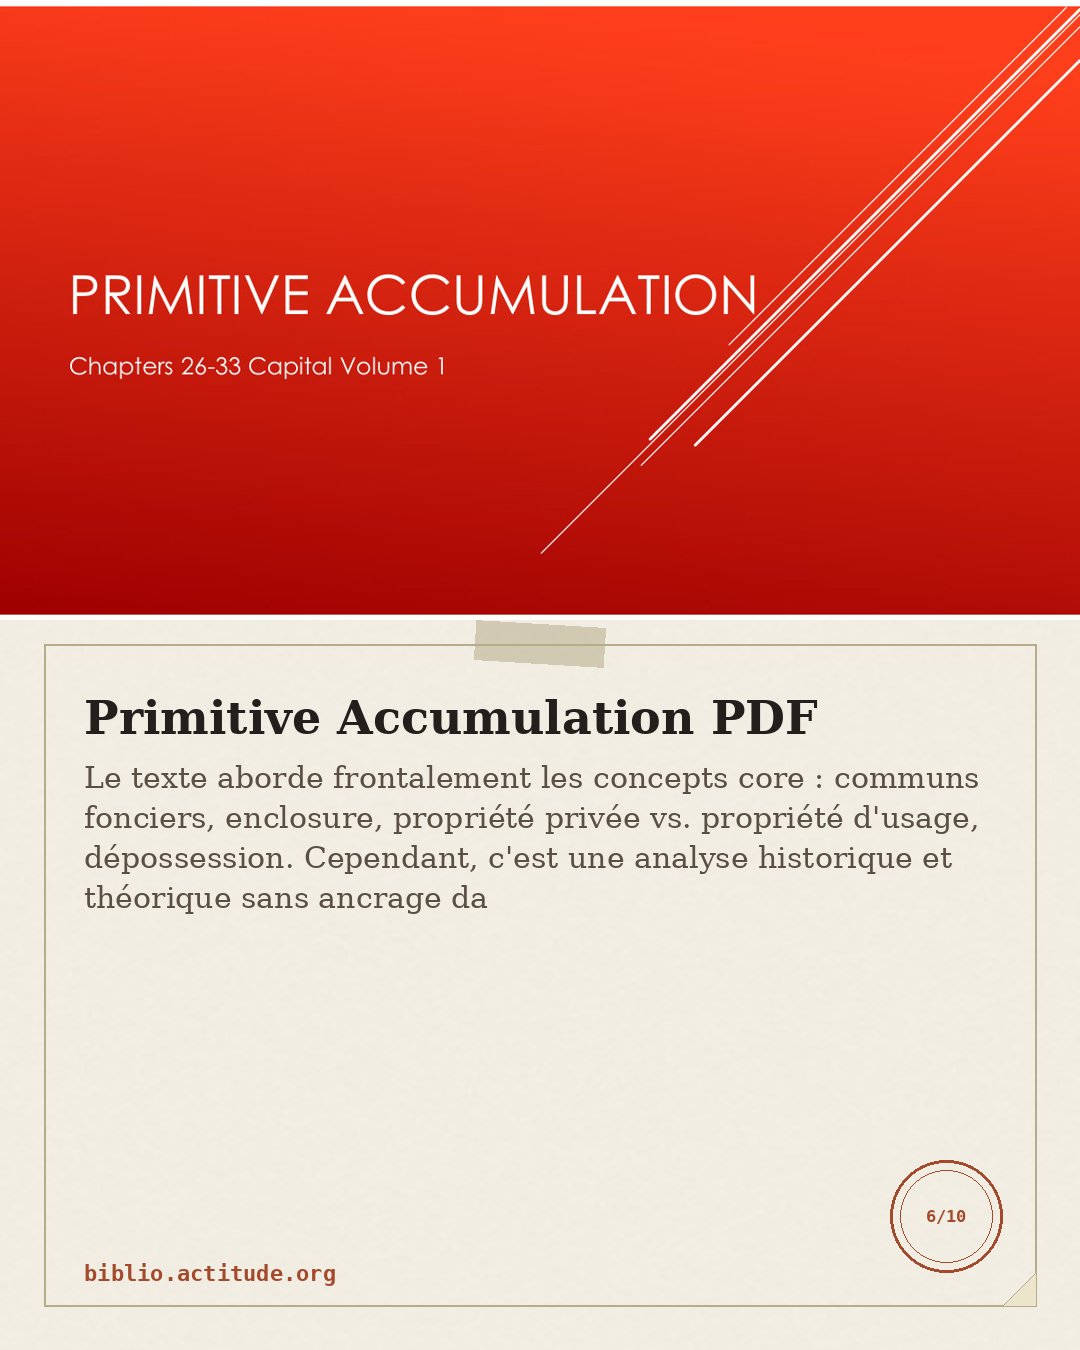 PRIMITIVE ACCUMULATION
Chapters 26-33 Capital Volume 1
Primitive Accumulation PDF
Le texte aborde frontalement les concepts core : communs
fonciers, enclosure, propriété privée vs. propriété d'usage,
dépossession. Cependant, c'est une analyse historique et
théorique sans ancrage da
6/10
biblio.actitude.org